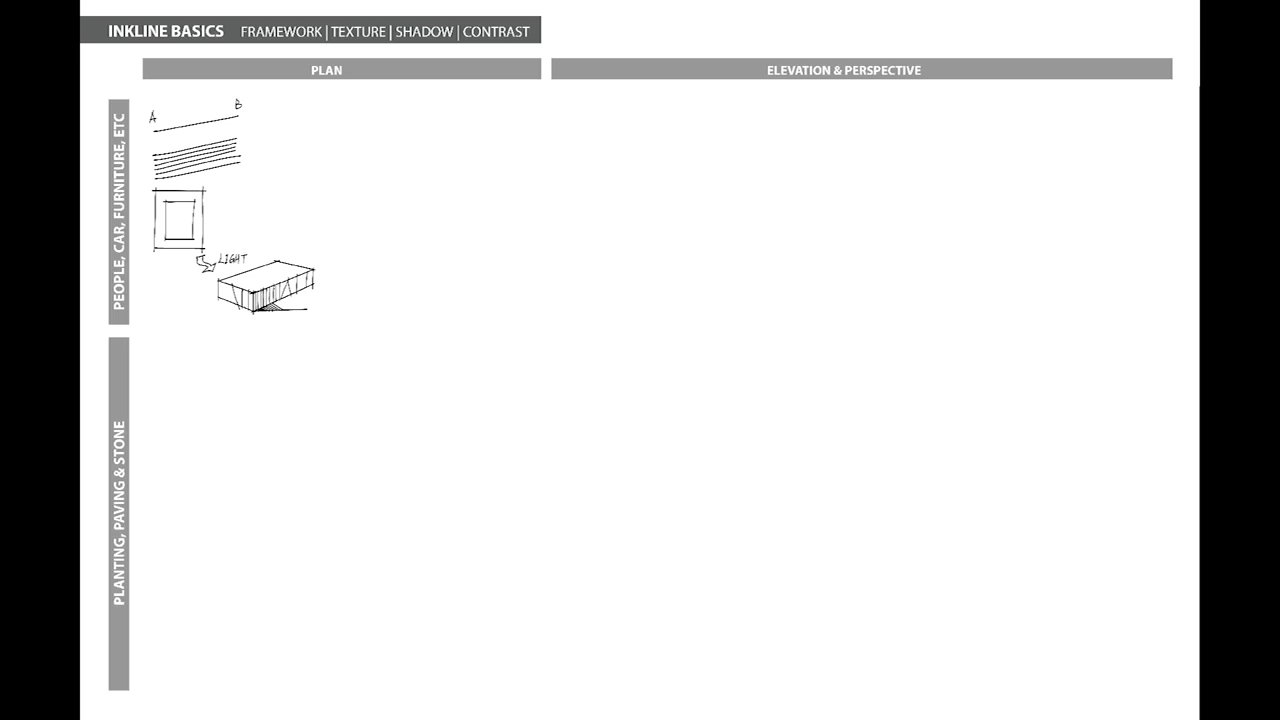 INKLINE BASICS FRAMEWORK | TEXTURE | SHADOW | CONTRAST
PLAN
ELEVATION & PERSPECTIVE
PEOPLE, CAR, FURNITURE, ETC
A
B
LIGHT
PLANTING, PAVING & STONE